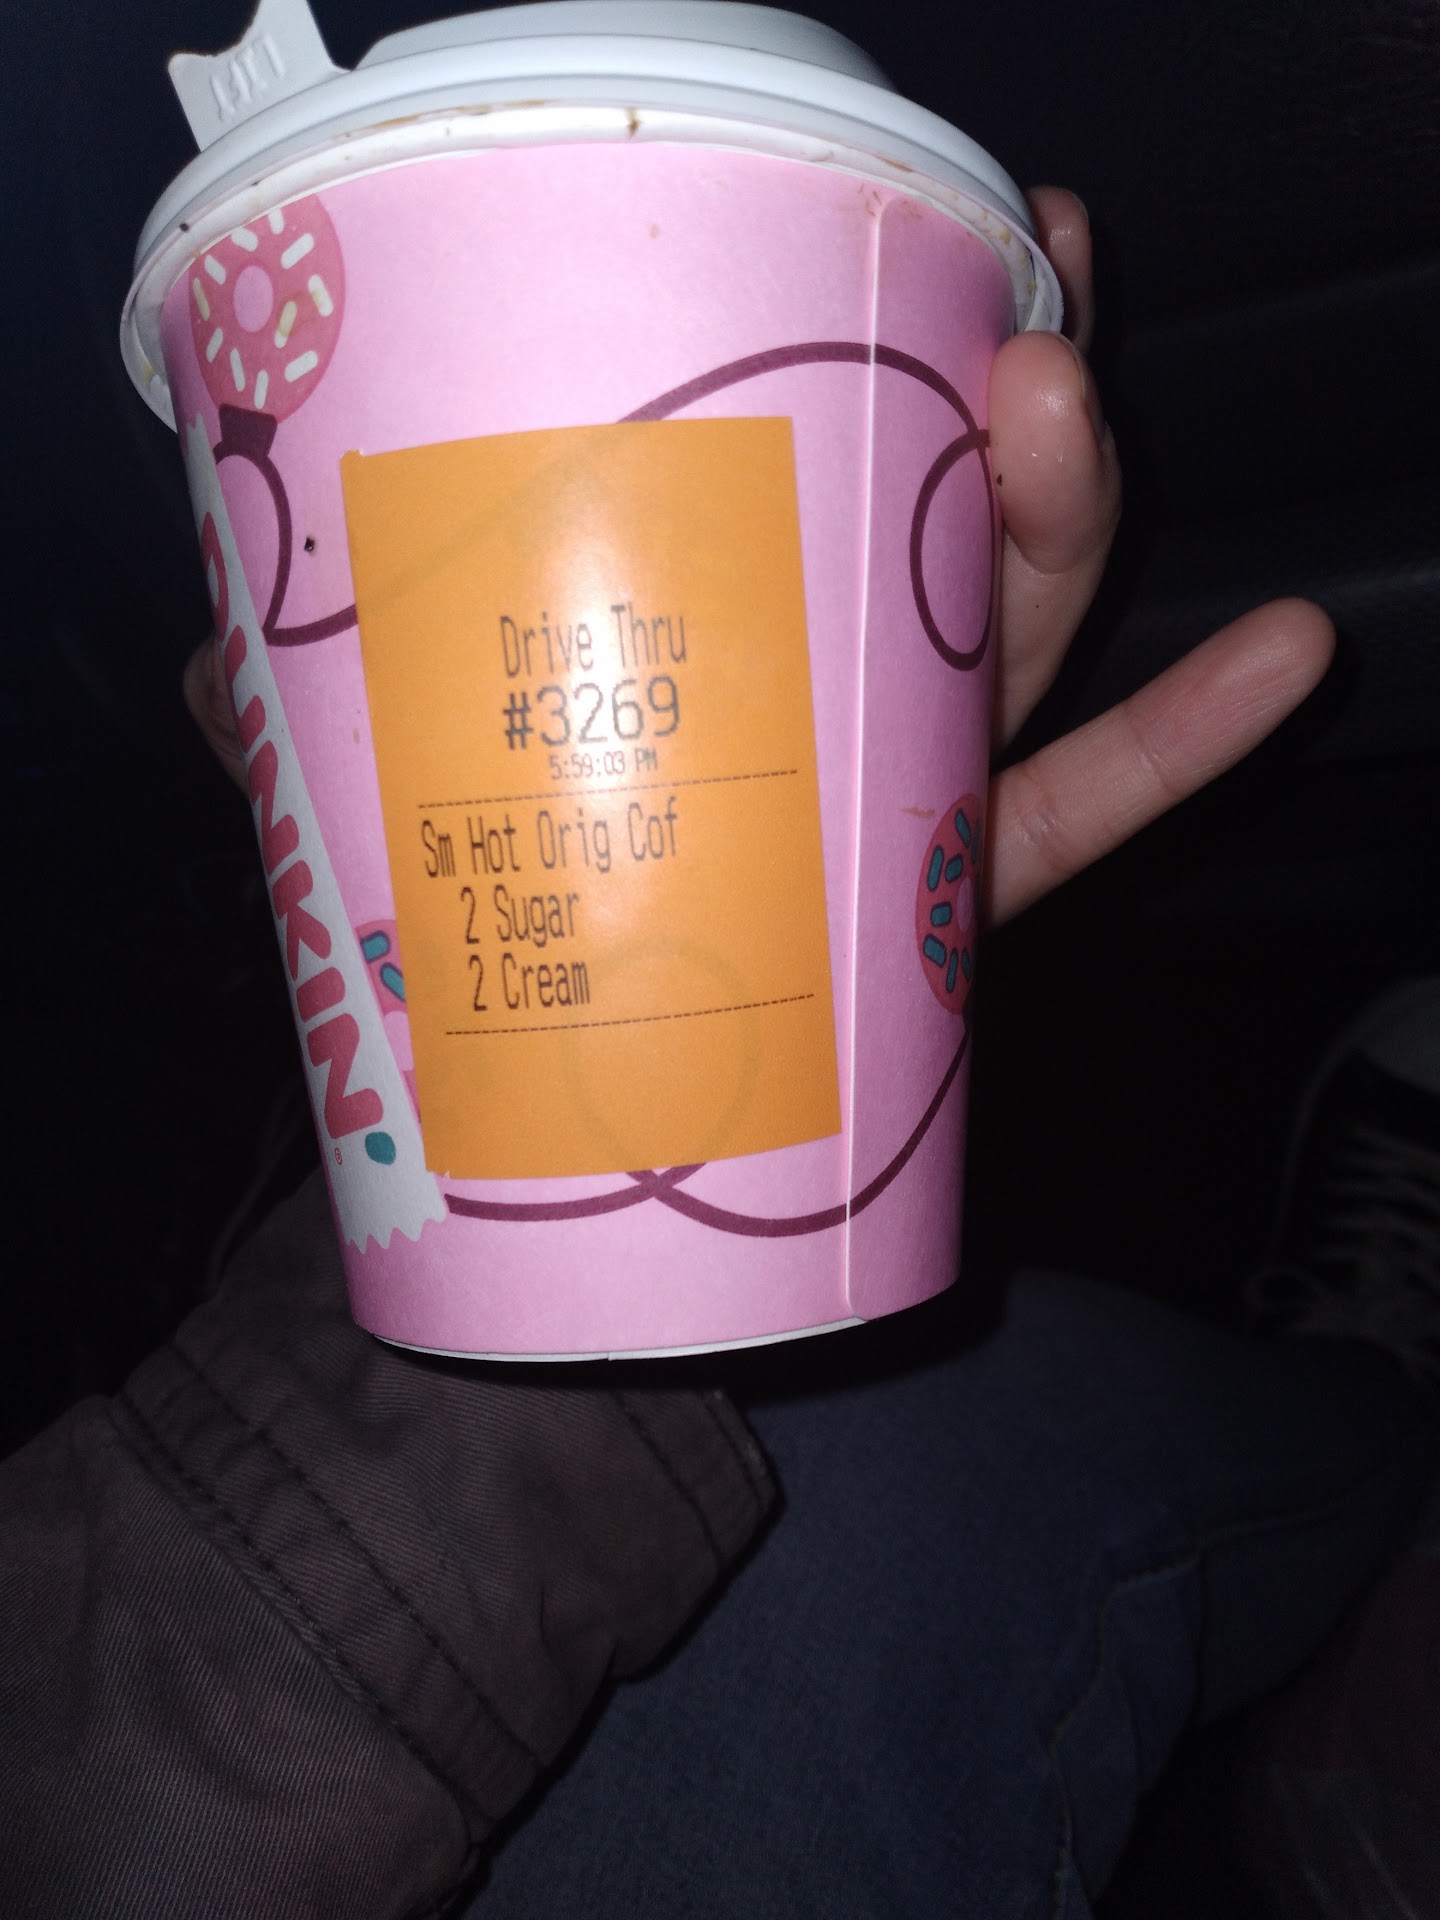 LIFT
DUNKIN'
®
Drive Thru
#3269
5:59:03 PM
Sm Hot Orig Cof
2 Sugar
2 Cream